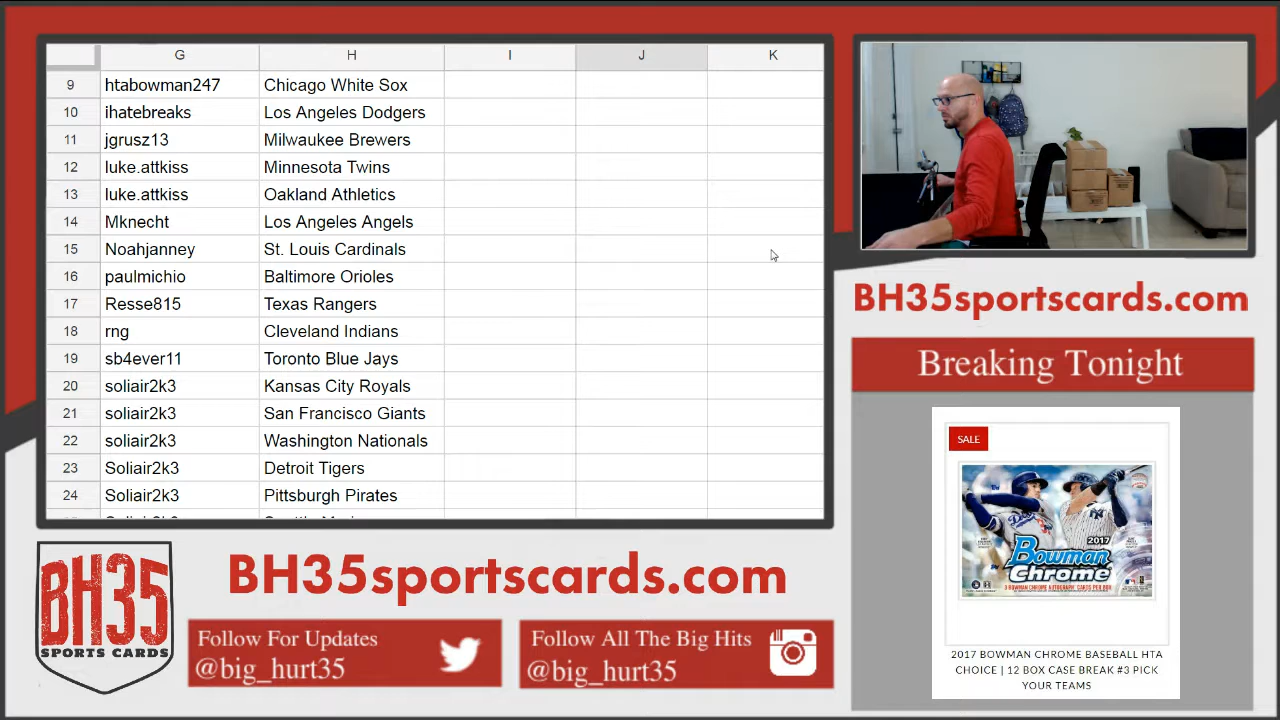 G H I J K
9 htabowman247 Chicago White Sox
10 ihatebreaks Los Angeles Dodgers
11 jgrusz13 Milwaukee Brewers
12 luke.attkiss Minnesota Twins
13 luke.attkiss Oakland Athletics
14 Mknecht Los Angeles Angels
15 Noahjanney St. Louis Cardinals
16 paulmichio Baltimore Orioles
17 Resse815 Texas Rangers
18 rng Cleveland Indians
19 sb4ever11 Toronto Blue Jays
20 soliair2k3 Kansas City Royals
21 soliair2k3 San Francisco Giants
22 soliair2k3 Washington Nationals
23 Soliair2k3 Detroit Tigers
24 Soliair2k3 Pittsburgh Pirates
BH35sportscards.com
Breaking Tonight
SALE
2017
Bowman
Chrome
2017 BOWMAN CHROME BASEBALL HTA
CHOICE | 12 BOX CASE BREAK #3 PICK
YOUR TEAMS
BH35
SPORTS CARDS
BH35sportscards.com
Follow For Updates
@big_hurt35
Follow All The Big Hits
@big_hurt35